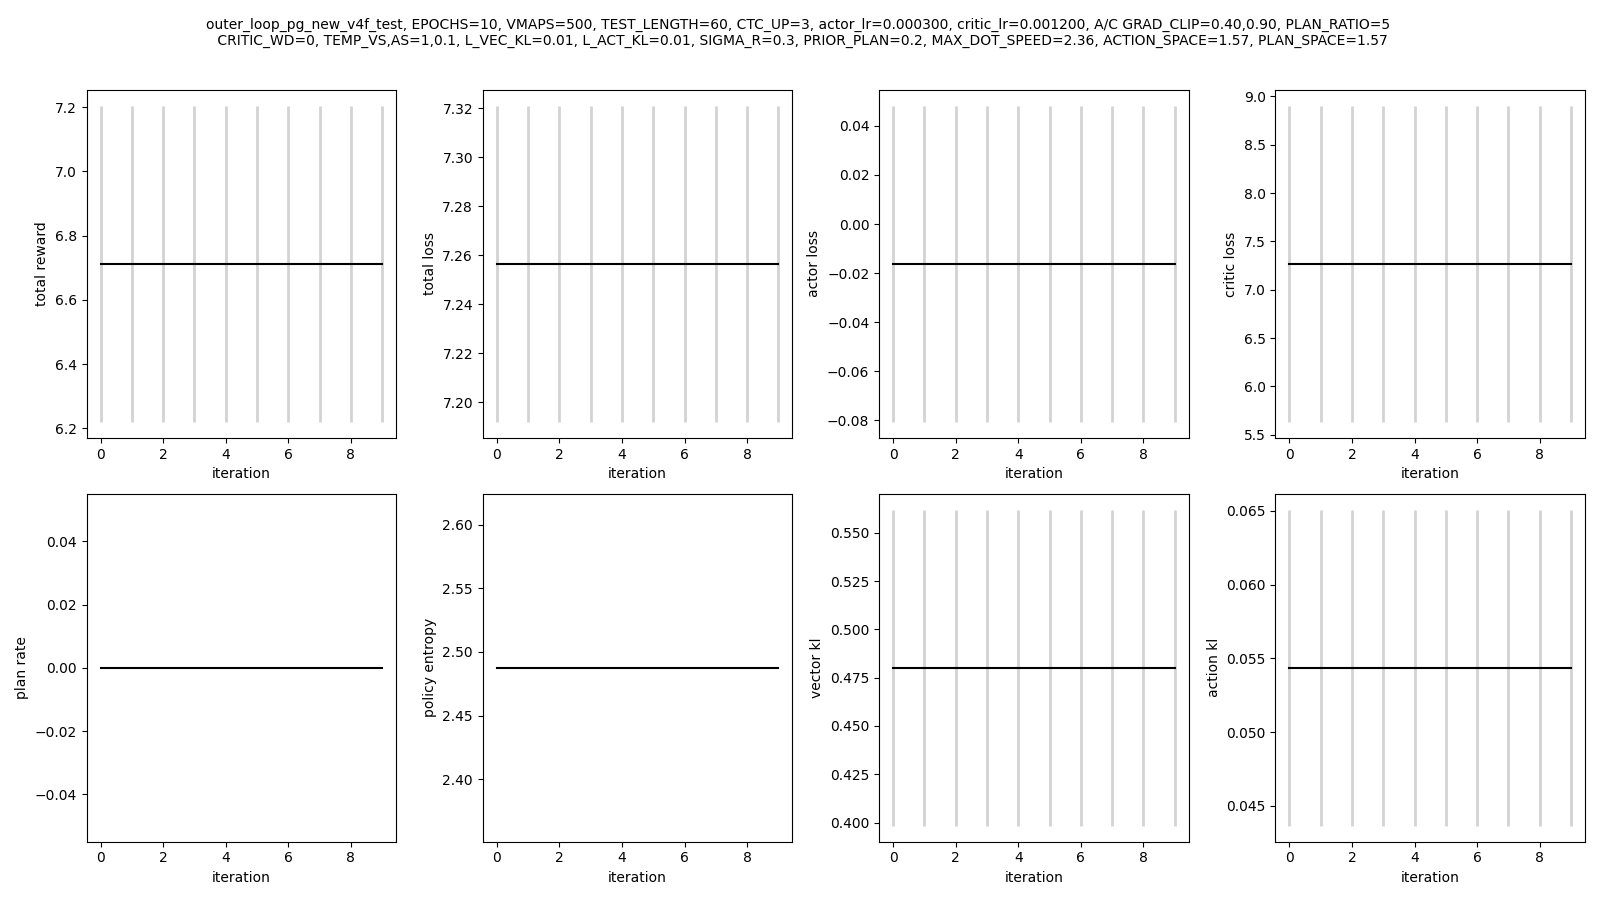 outer_loop_pg_new_v4f_test, EPOCHS=10, VMAPS=500, TEST_LENGTH=60, CTC_UP=3, actor_lr=0.000300, critic_lr=0.001200, A/C GRAD_CLIP=0.40,0.90, PLAN_RATIO=5
CRITIC_WD=0, TEMP_VS,AS=1,0.1, L_VEC_KL=0.01, L_ACT_KL=0.01, SIGMA_R=0.3, PRIOR_PLAN=0.2, MAX_DOT_SPEED=2.36, ACTION_SPACE=1.57, PLAN_SPACE=1.57
total reward
7.2
7.0
6.8
6.6
6.4
6.2
0 2 4 6 8
iteration
total loss
7.32
7.30
7.28
7.26
7.24
7.22
7.20
0 2 4 6 8
iteration
actor loss
0.04
0.02
0.00
−0.02
−0.04
−0.06
−0.08
0 2 4 6 8
iteration
critic loss
9.0
8.5
8.0
7.5
7.0
6.5
6.0
5.5
0 2 4 6 8
iteration
plan rate
0.04
0.02
0.00
−0.02
−0.04
0 2 4 6 8
iteration
policy entropy
2.60
2.55
2.50
2.45
2.40
0 2 4 6 8
iteration
vector kl
0.550
0.525
0.500
0.475
0.450
0.425
0.400
0 2 4 6 8
iteration
action kl
0.065
0.060
0.055
0.050
0.045
0 2 4 6 8
iteration